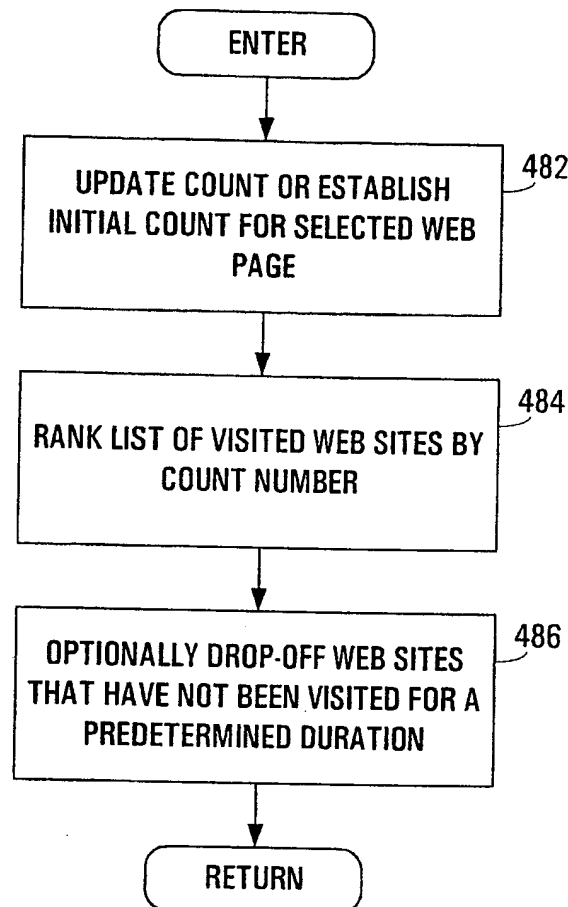 ENTER
UPDATE COUNT OR ESTABLISH
INITIAL COUNT FOR SELECTED WEB
PAGE
482
RANK LIST OF VISITED WEB SITES BY
COUNT NUMBER
484
OPTIONALLY DROP-OFF WEB SITES
THAT HAVE NOT BEEN VISITED FOR A
PREDETERMINED DURATION
486
RETURN